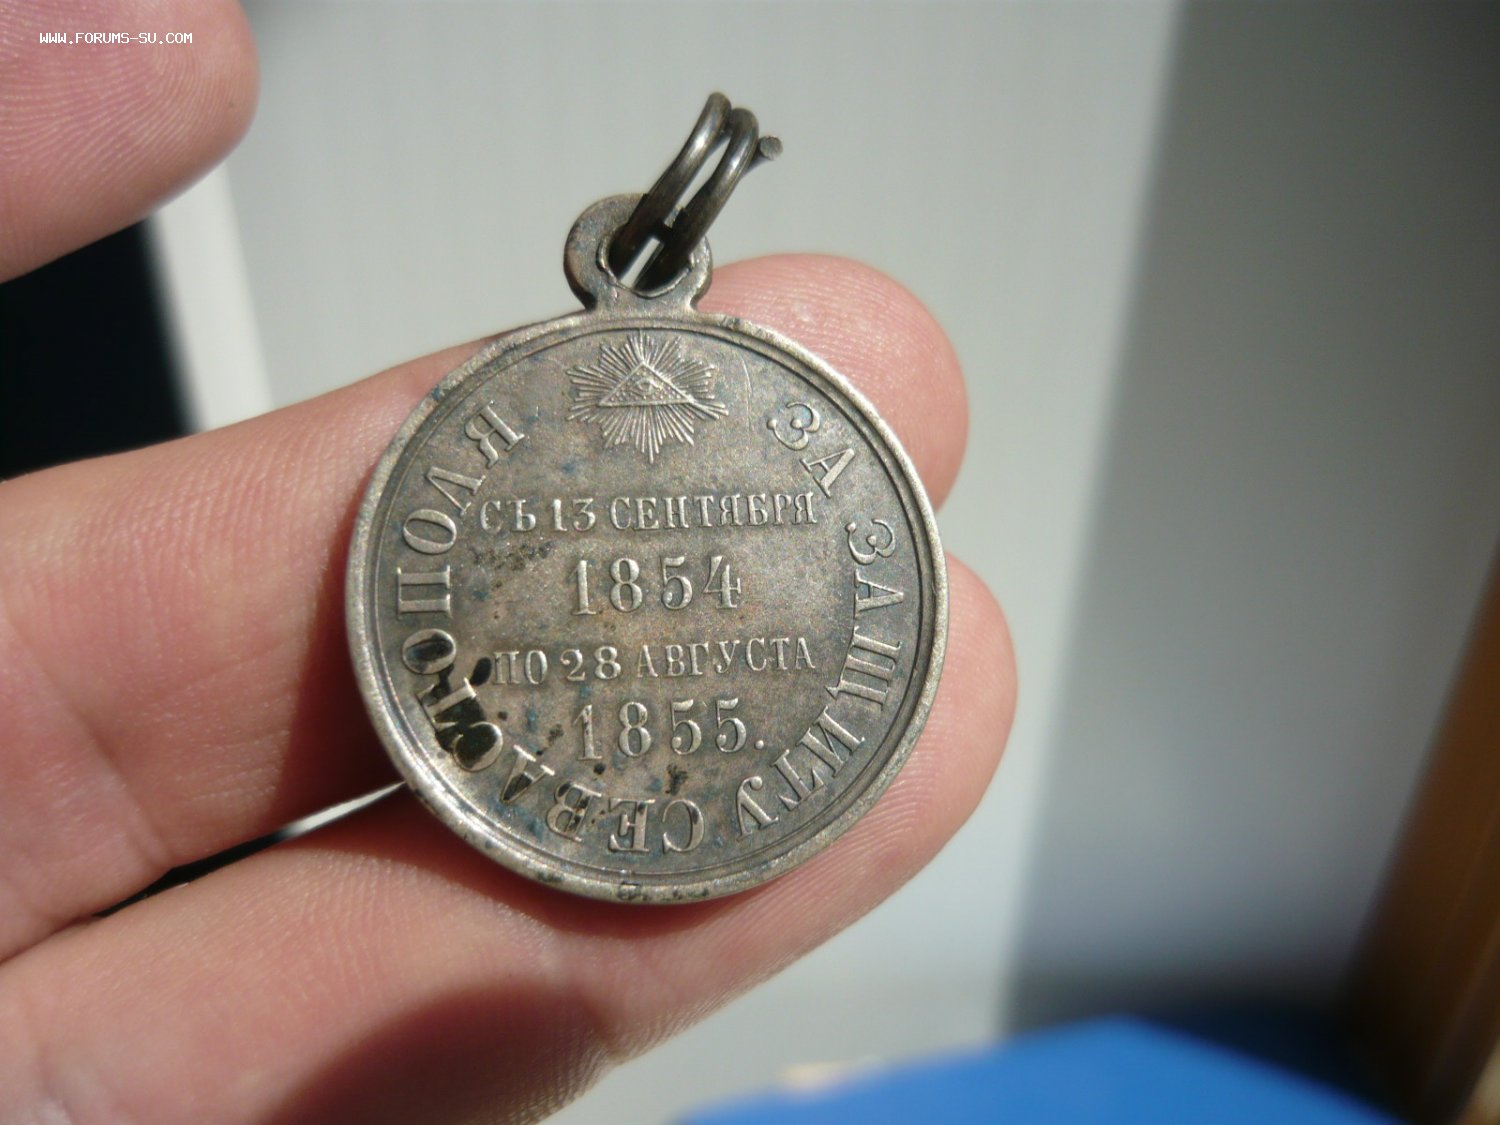 WWW.FORUMS-SU.COM
ЗА ЗАЩИТУ СЕВАСТОПОЛЯ
СЪ 13 СЕНТЯБРЯ
1854
ПО 28 АВГУСТА
1855.